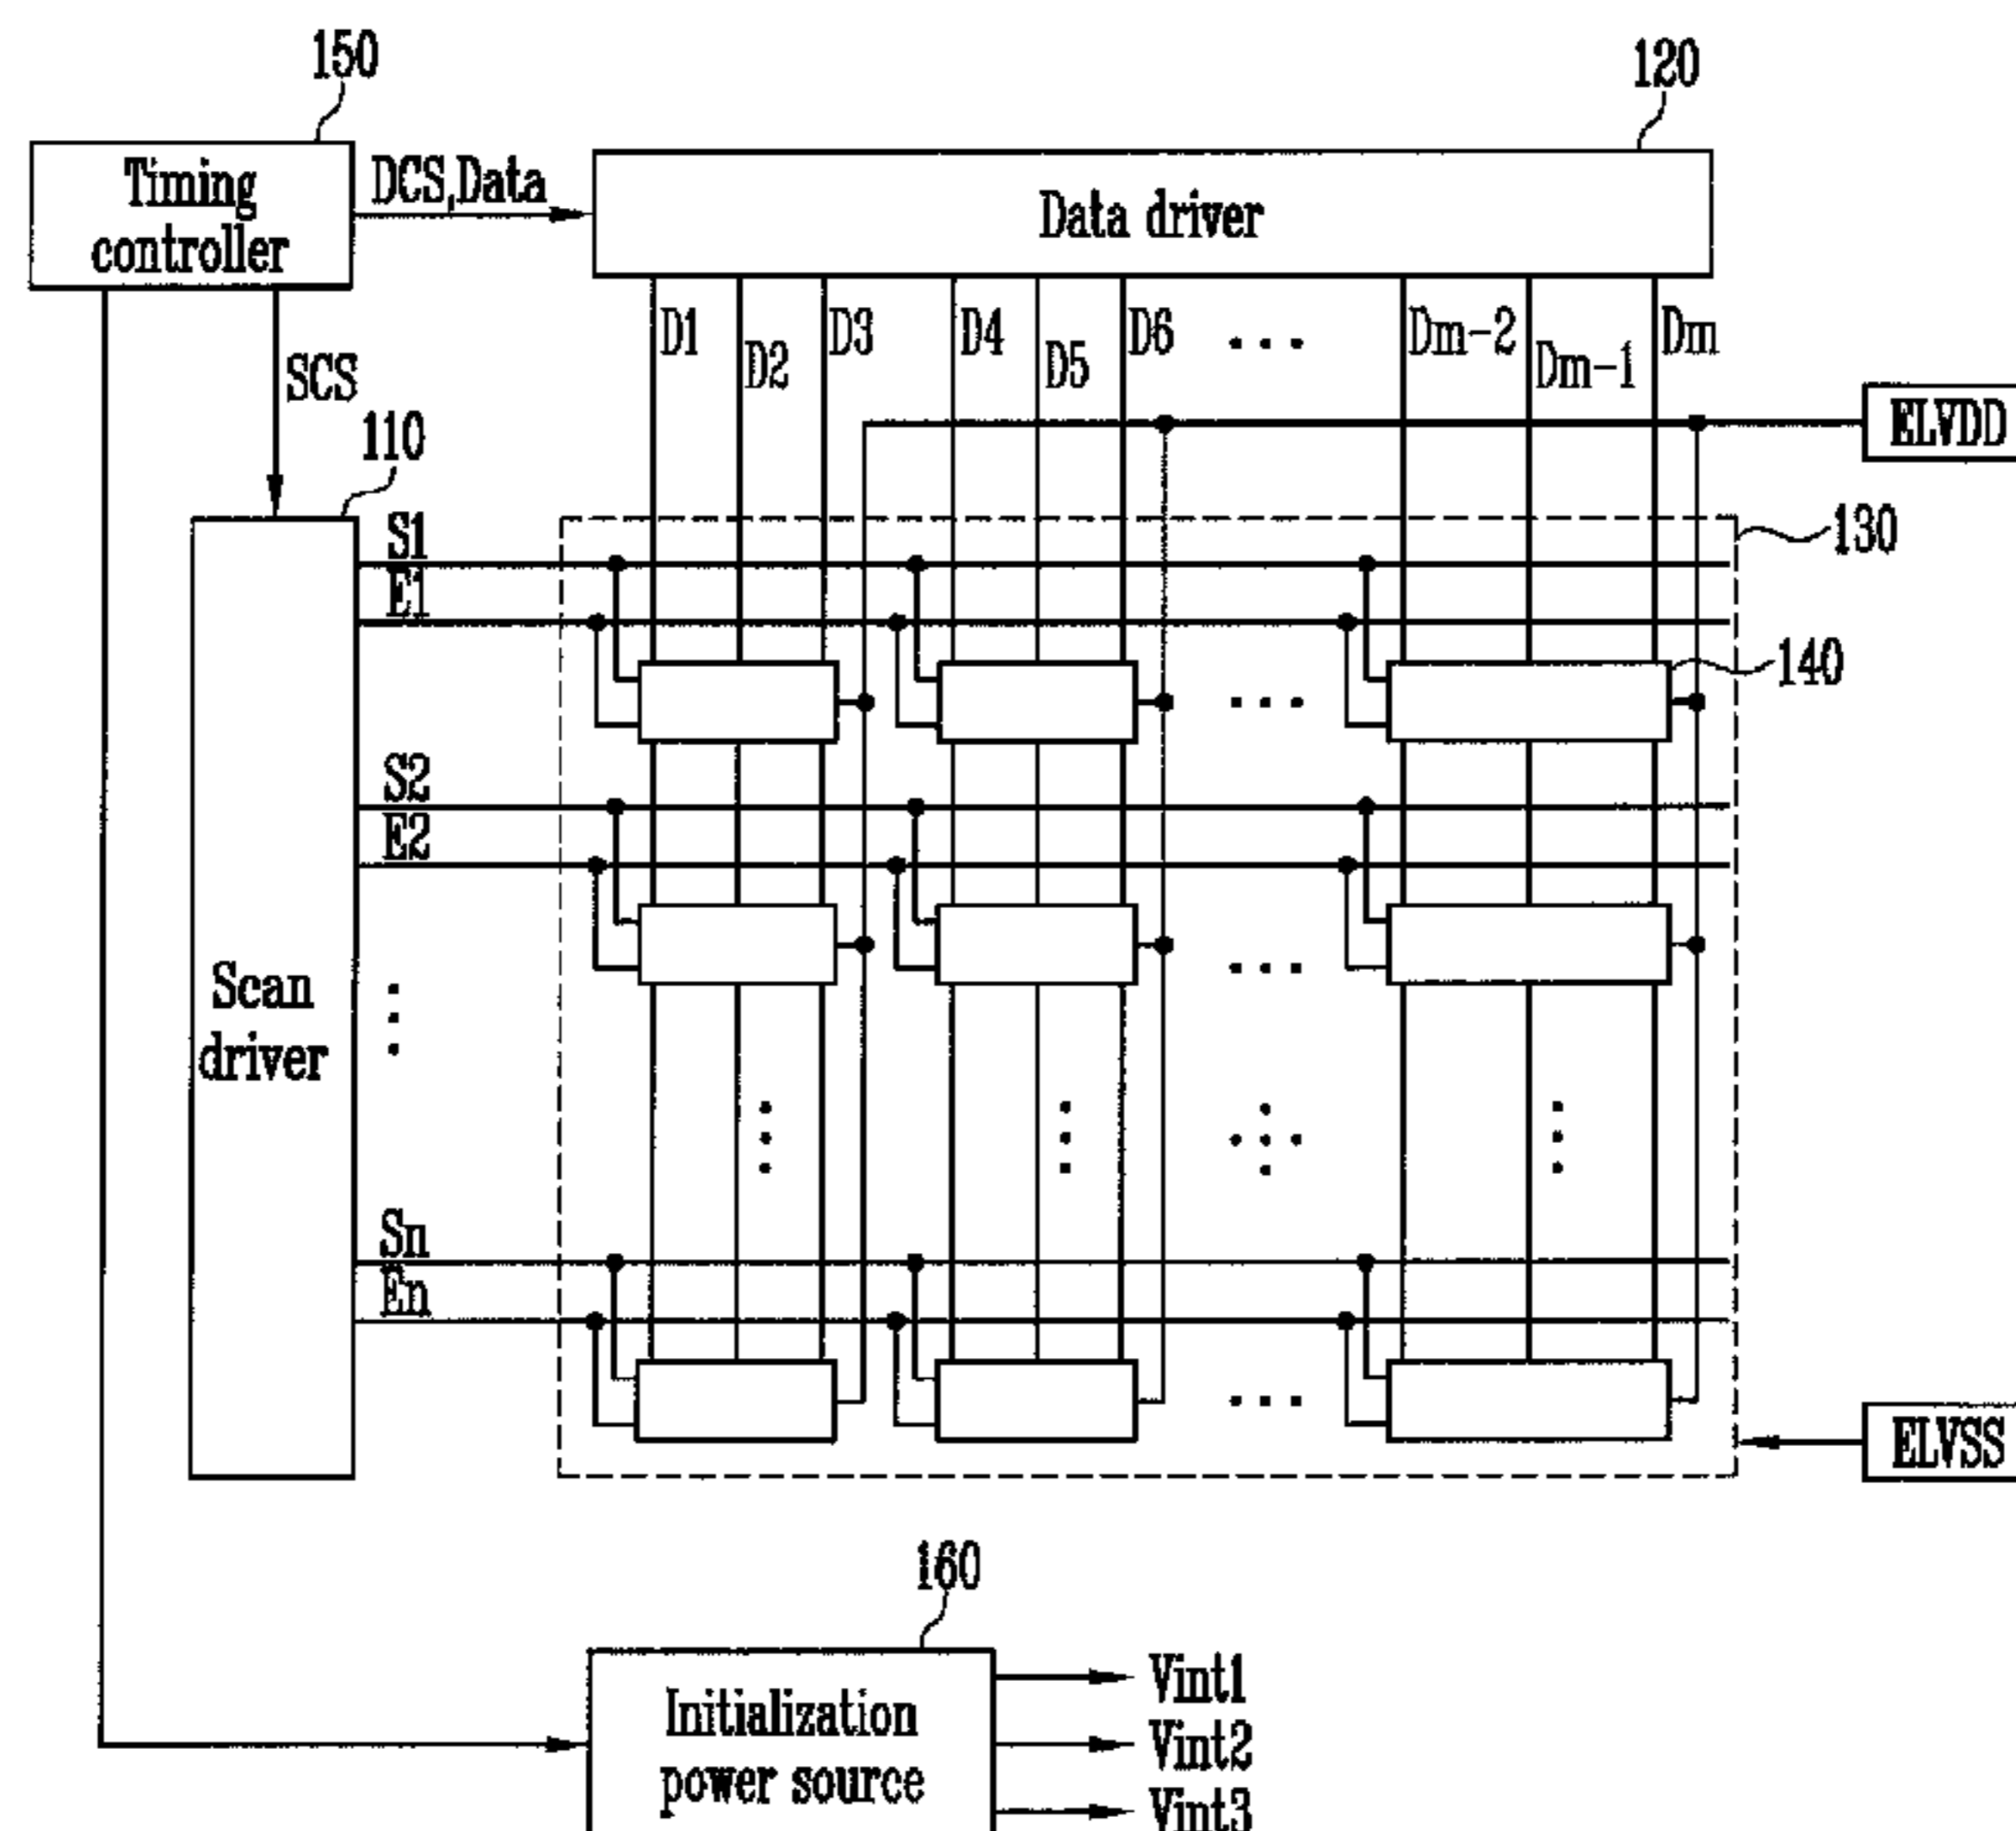 150
120
Timing
controller
DCS,Data
Data driver
D1
D2
D3
D4
D5
D6
Dm-2
Dm-1
Dm
SCS
ELVDD
110
130
S1
E1
140
S2
E2
Scan
driver
Sn
En
ELVSS
160
Initialization
power source
Vint1
Vint2
Vint3